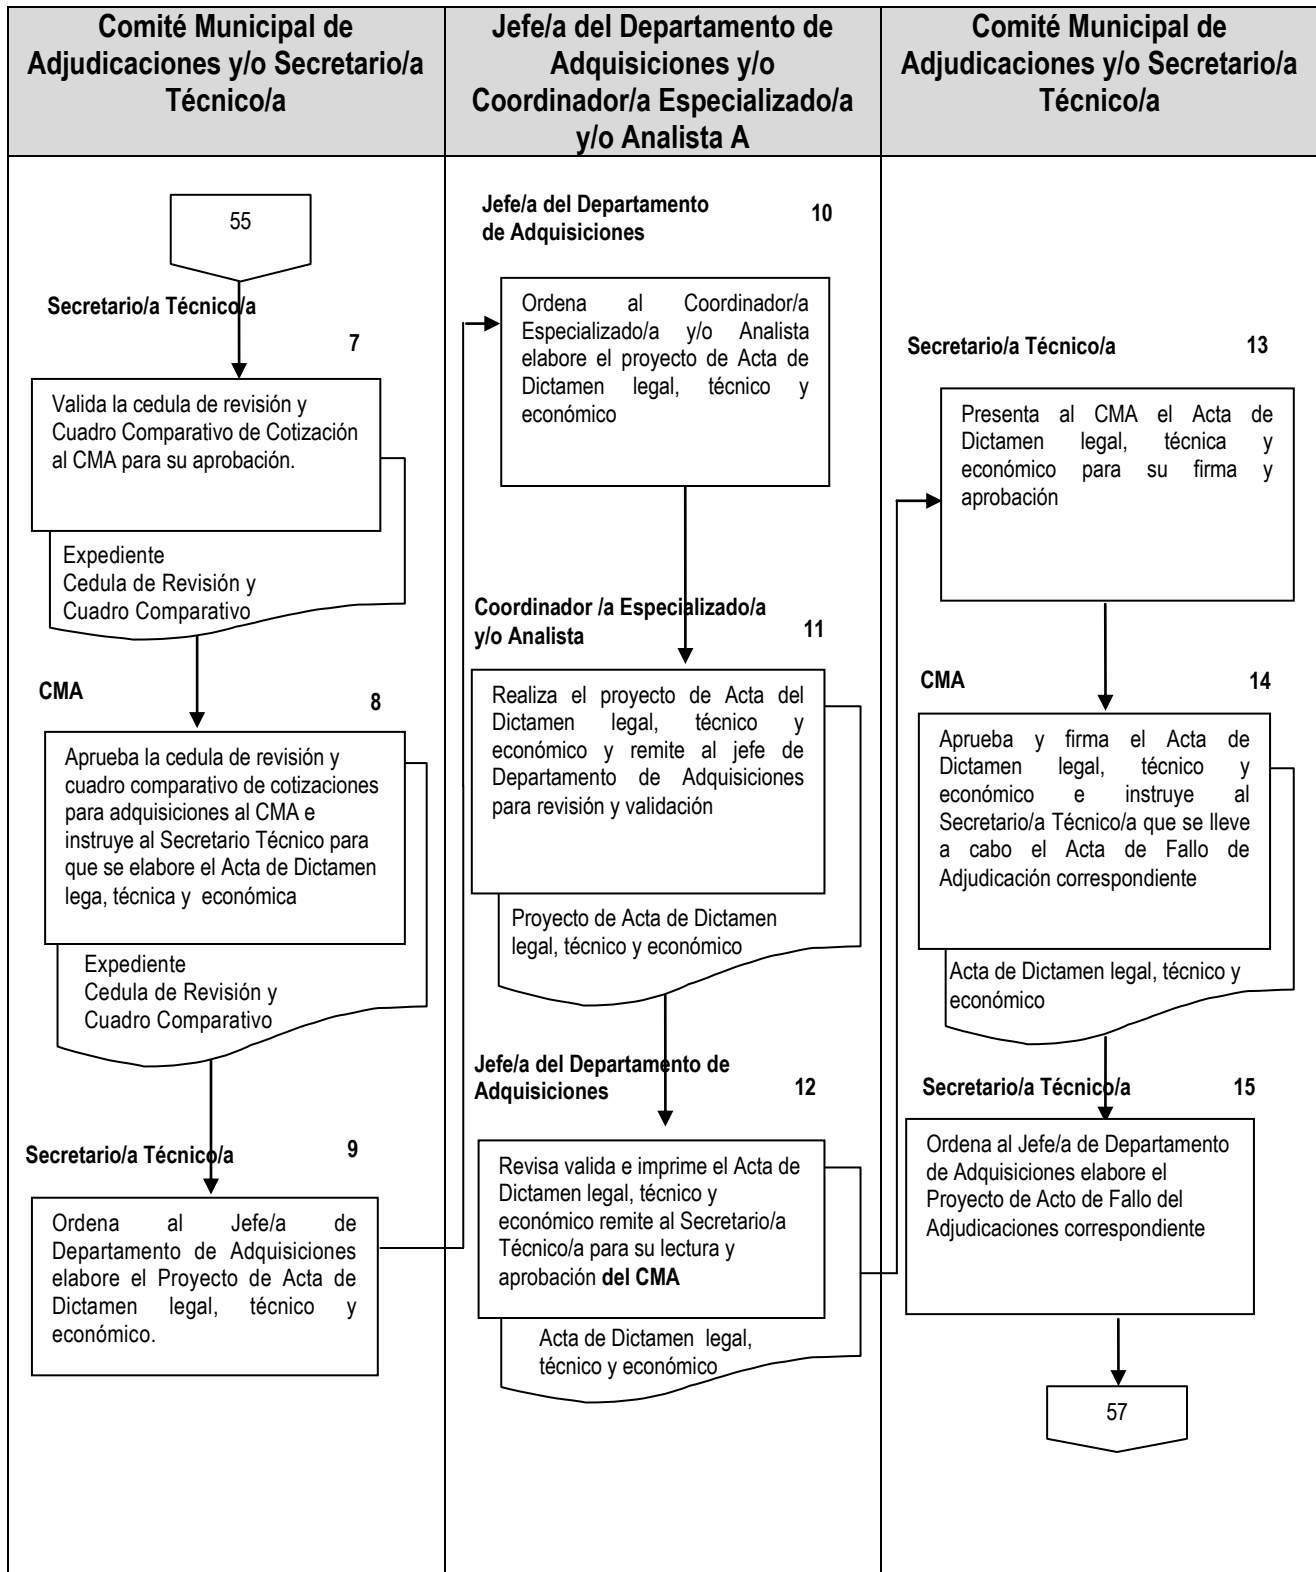 Comité Municipal de
Adjudicaciones y/o Secretario/a
Técnico/a
Jefe/a del Departamento de
Adquisiciones y/o
Coordinador/a Especializado/a
y/o Analista A
Comité Municipal de
Adjudicaciones y/o Secretario/a
Técnico/a
55
Secretario/a Técnico/a
7
Valida la cedula de revisión y
Cuadro Comparativo de Cotización
al CMA para su aprobación.
Expediente
Cedula de Revisión y
Cuadro Comparativo
CMA
8
Aprueba la cedula de revisión y
cuadro comparativo de cotizaciones
para adquisiciones al CMA e
instruye al Secretario Técnico para
que se elabore el Acta de Dictamen
lega, técnica y económica
Expediente
Cedula de Revisión y
Cuadro Comparativo
Secretario/a Técnico/a
9
Ordena al Jefe/a de
Departamento de Adquisiciones
elabore el Proyecto de Acta de
Dictamen legal, técnico y
económico.
Jefe/a del Departamento
de Adquisiciones
10
Ordena al Coordinador/a
Especializado/a y/o Analista
elabore el proyecto de Acta de
Dictamen legal, técnico y
económico
Coordinador /a Especializado/a
y/o Analista
11
Realiza el proyecto de Acta del
Dictamen legal, técnico y
económico y remite al jefe de
Departamento de Adquisiciones
para revisión y validación
Proyecto de Acta de Dictamen
legal, técnico y económico
Jefe/a del Departamento de
Adquisiciones
12
Revisa valida e imprime el Acta de
Dictamen legal, técnico y
económico remite al Secretario/a
Técnico/a para su lectura y
aprobación del CMA
Acta de Dictamen legal,
técnico y económico
Secretario/a Técnico/a
13
Presenta al CMA el Acta de
Dictamen legal, técnica y
económico para su firma y
aprobación
CMA
14
Aprueba y firma el Acta de
Dictamen legal, técnico y
económico e instruye al
Secretario/a Técnico/a que se lleve
a cabo el Acta de Fallo de
Adjudicación correspondiente
Acta de Dictamen legal, técnico y
económico
Secretario/a Técnico/a
15
Ordena al Jefe/a de Departamento
de Adquisiciones elabore el
Proyecto de Acto de Fallo del
Adjudicaciones correspondiente
57